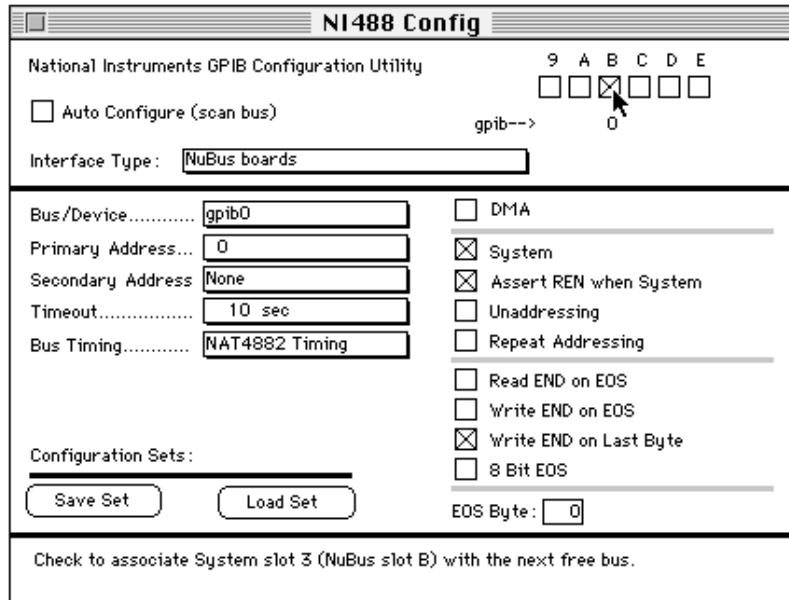 NI488 Config
National Instruments GPIB Configuration Utility
9 A B C D E
Auto Configure (scan bus)
gpib--> 0
Interface Type: NuBus boards
Bus/Device............ gpib0
Primary Address... 0
Secondary Address None
Timeout................. 10 sec
Bus Timing........... NAT4882 Timing
DMA
System
Assert REN when System
Unaddressing
Repeat Addressing
Read END on EOS
Write END on EOS
Write END on Last Byte
8 Bit EOS
EOS Byte: 0
Configuration Sets:
Save Set
Load Set
Check to associate System slot 3 (NuBus slot B) with the next free bus.